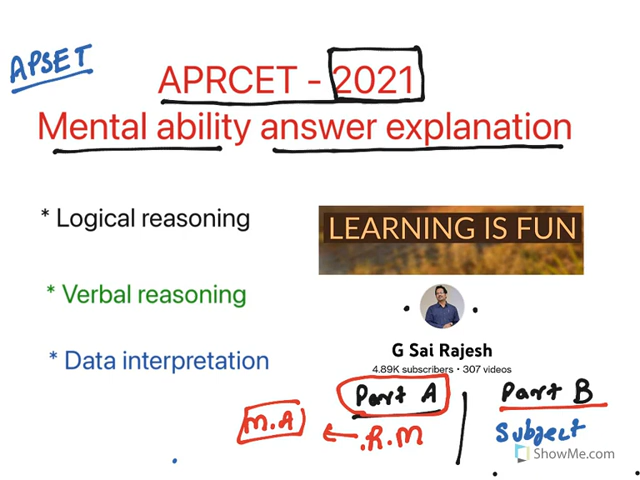 APSET
APRCET - 2021
Mental ability answer explanation
* Logical reasoning
LEARNING IS FUN
* Verbal reasoning
G Sai Rajesh
* Data interpretation
4.89K subscribers • 307 videos
Part A
Part B
M.A
R.M
Subject
ShowMe.com